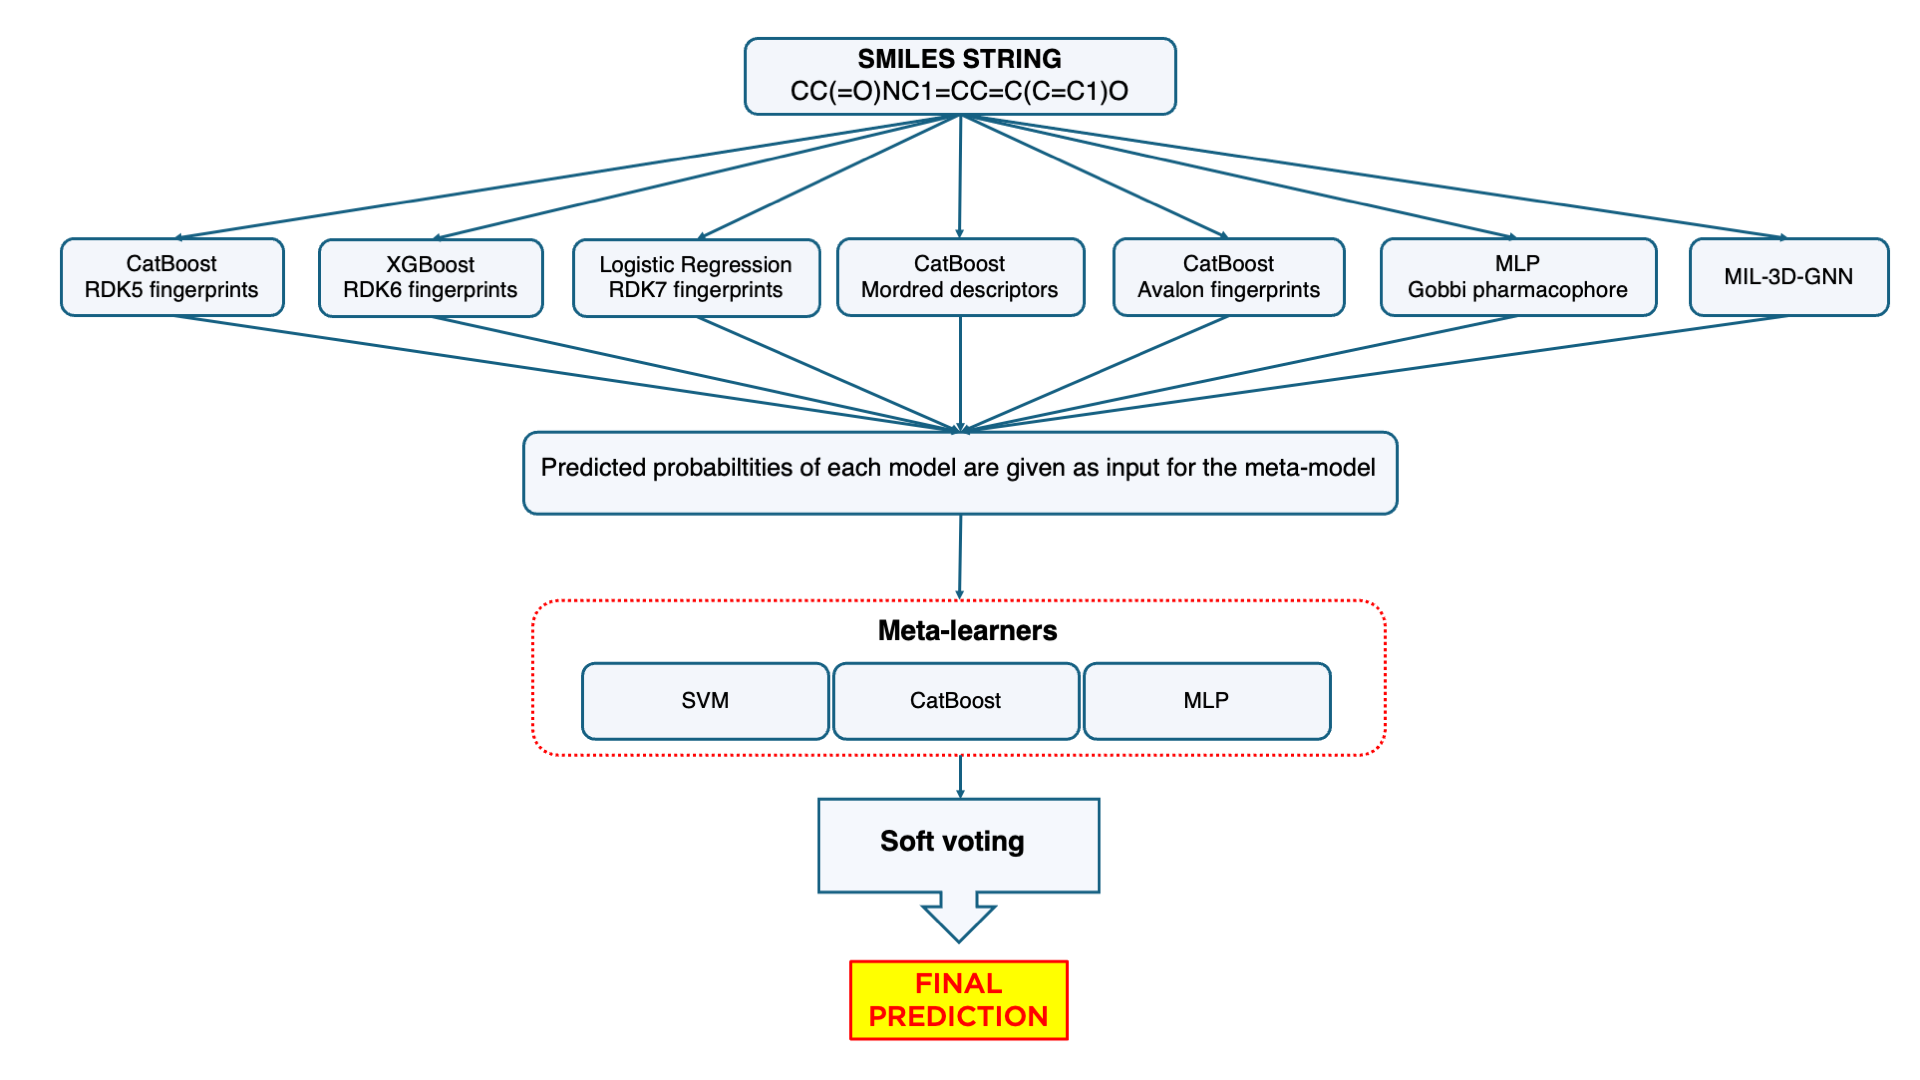 SMILES STRING
CC(=O)NC1=CC=C(C=C1)O
CatBoost
RDK5 fingerprints
XGBoost
RDK6 fingerprints
Logistic Regression
RDK7 fingerprints
CatBoost
Mordred descriptors
CatBoost
Avalon fingerprints
MLP
Gobbi pharmacophore
MIL-3D-GNN
Predicted probabiltities of each model are given as input for the meta-model
Meta-learners
SVM
CatBoost
MLP
Soft voting
FINAL
PREDICTION